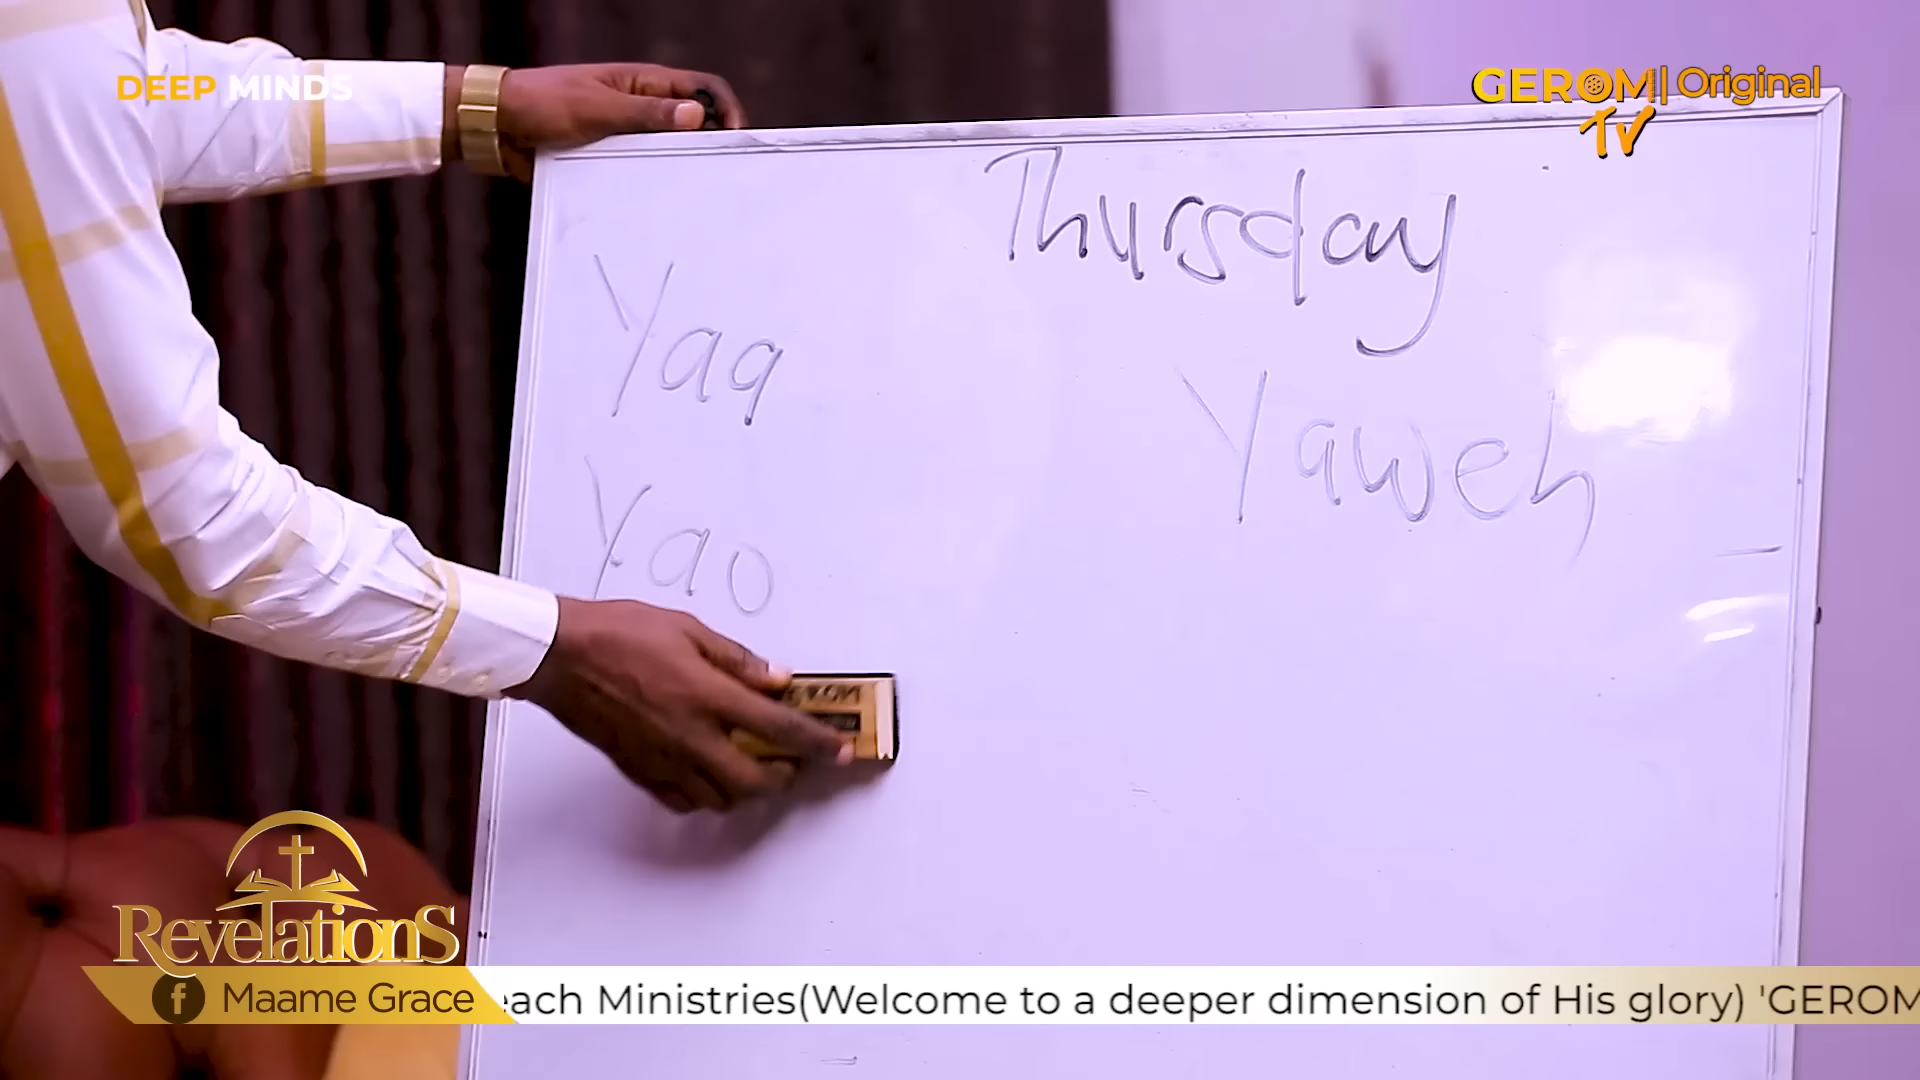 DEEP MINDS
GEROM | Original
TV
Thursday
Yaa
Yaweh
Yao
GEROM
Revelations
Maame Grace
each Ministries(Welcome to a deeper dimension of His glory) 'GEROM